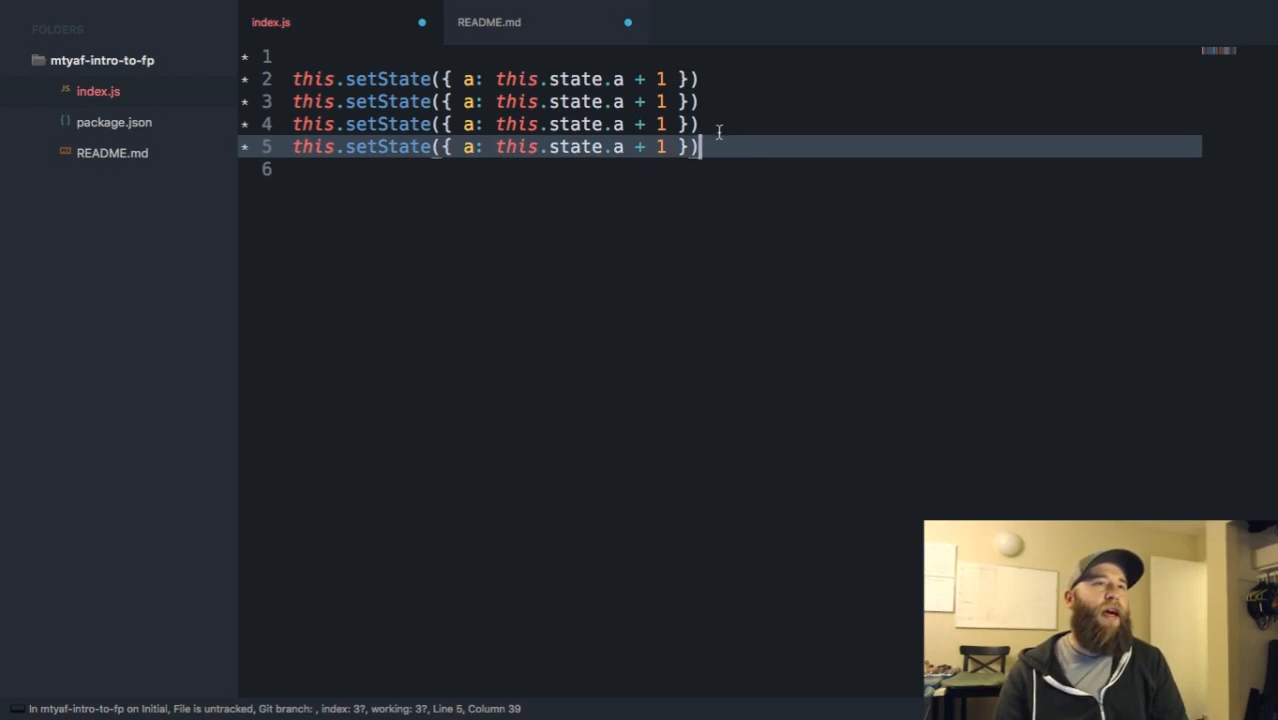 FOLDERS
mtyaf-intro-to-fp
JS index.js
package.json
README.md
index.js
README.md
* 1
* 2 this.setState({ a: this.state.a + 1 })
* 3 this.setState({ a: this.state.a + 1 })
* 4 this.setState({ a: this.state.a + 1 })
* 5 this.setState({ a: this.state.a + 1 })
6
In mtyaf-intro-to-fp on Initial, File is untracked, Git branch: , index: 3?, working: 3?, Line 5, Column 39